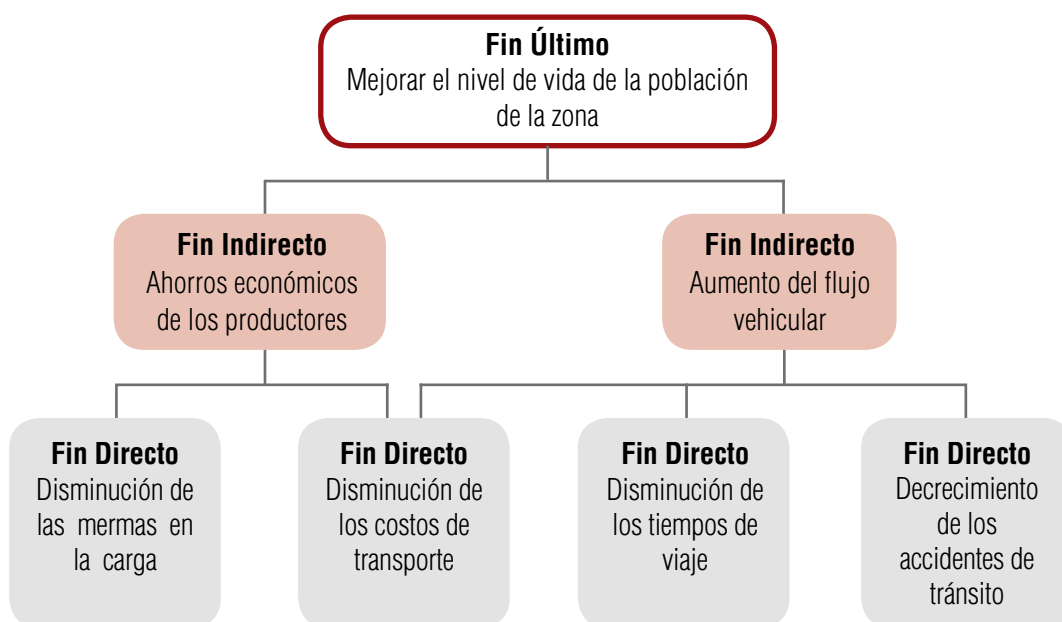 Fin Último
Mejorar el nivel de vida de la población
de la zona
Fin Indirecto
Ahorros económicos
de los productores
Fin Indirecto
Aumento del flujo
vehicular
Fin Directo
Disminución de
las mermas en
la carga
Fin Directo
Disminución de
los costos de
transporte
Fin Directo
Disminución de
los tiempos de
viaje
Fin Directo
Decrecimiento
de los
accidentes de
tránsito